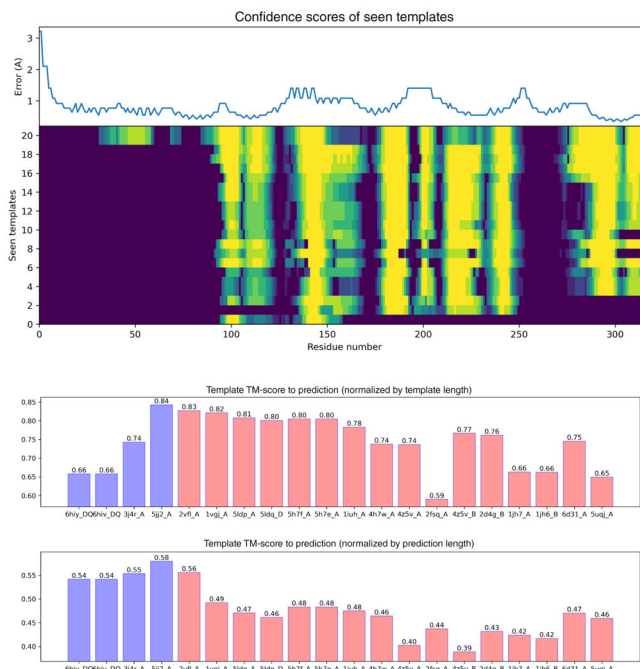 Confidence scores of seen templates
Error (A)
3
2
1
Seen templates
20
18
16
14
12
10
8
6
4
2
0
0 50 100 150 200 250 300
Residue number
Template TM-score to prediction (normalized by template length)
0.85
0.80
0.75
0.70
0.65
0.60
0.66 0.66 0.74 0.84 0.83 0.82 0.81 0.80 0.80 0.80 0.78 0.74 0.74 0.59 0.77 0.76 0.66 0.66 0.75 0.65
6hiy_DQ 6hiv_DQ 3j4r_A 5jj2_A 2vfl_A 1vgj_A 5ldp_A 5ldq_D 5h7f_A 5h7e_A 1iuh_A 4h7w_A 4z5v_A 2fsq_A 4z5v_B 2d4g_B 1jh7_A 1jh6_B 6d31_A 5uqj_A
Template TM-score to prediction (normalized by prediction length)
0.55
0.50
0.45
0.40
0.54 0.54 0.55 0.58 0.56 0.49 0.47 0.46 0.48 0.48 0.48 0.46 0.40 0.44 0.39 0.43 0.42 0.42 0.47 0.46